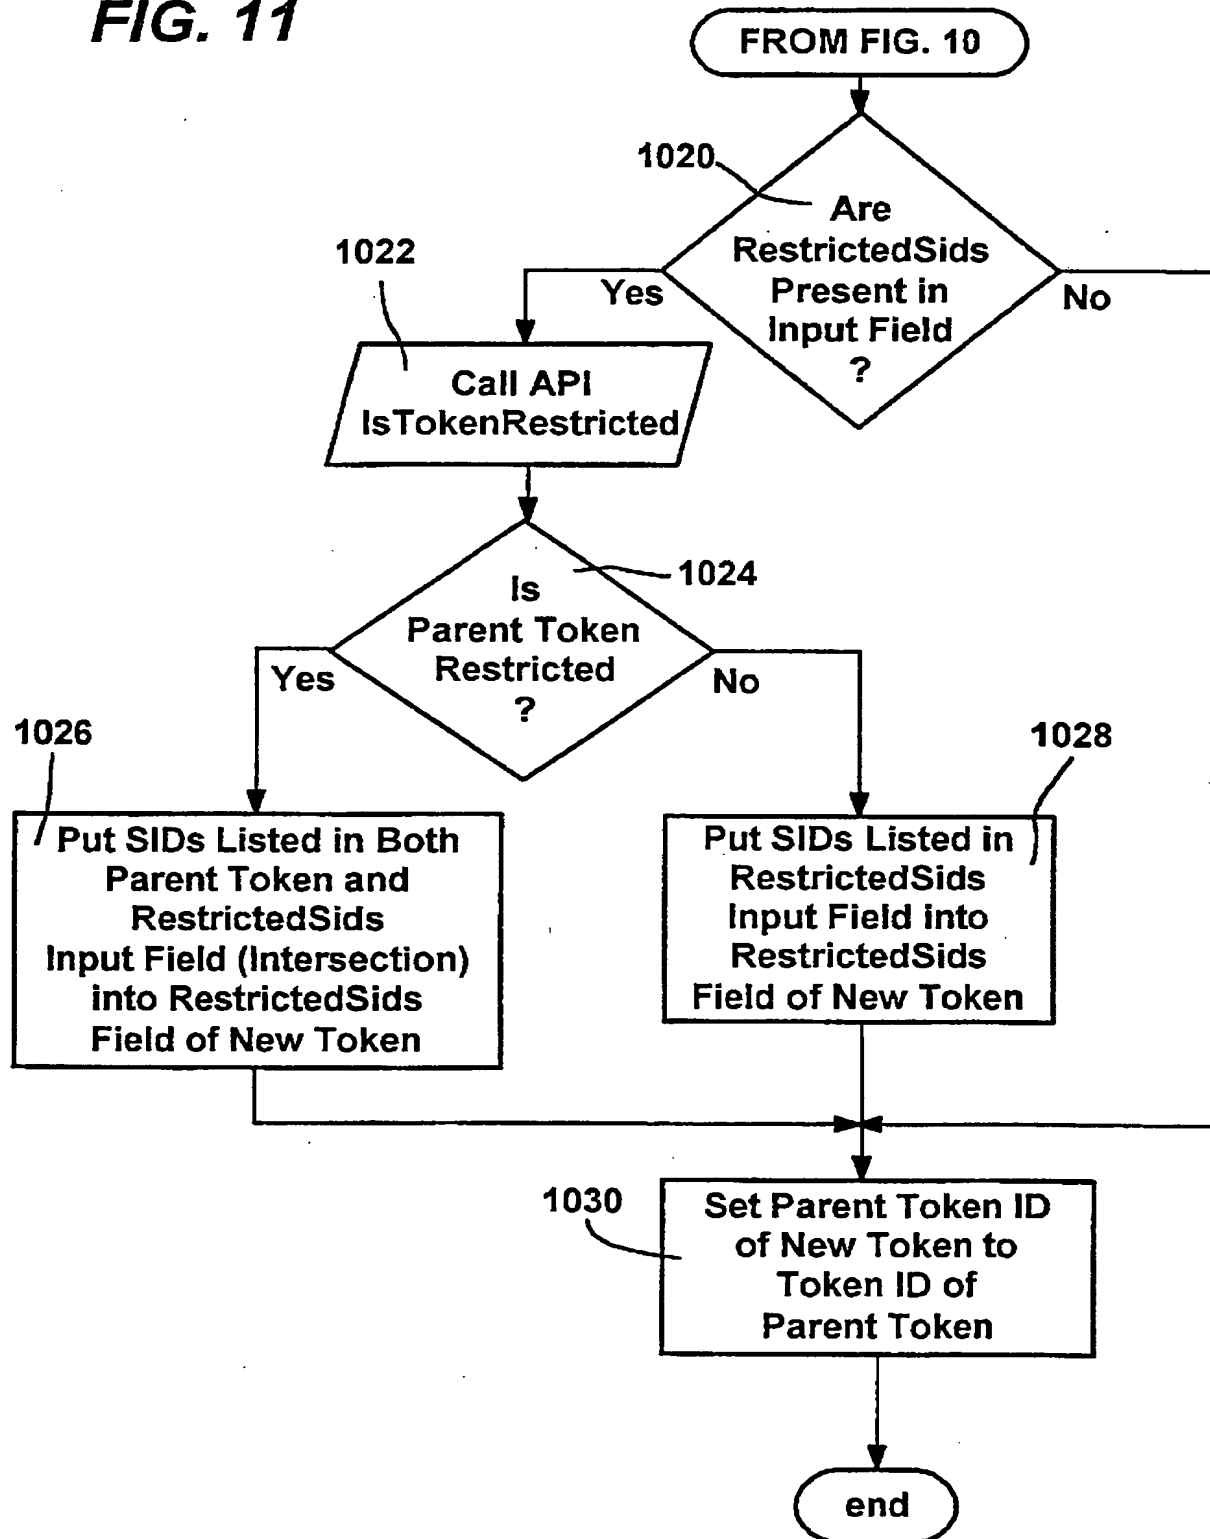 FIG. 11
FROM FIG. 10
1020
Are
RestrictedSids
Present in
Input Field
?
Yes
No
1022
Call API
IsTokenRestricted
1024
Is
Parent Token
Restricted
?
Yes
No
1026
Put SIDs Listed in Both
Parent Token and
RestrictedSids
Input Field (Intersection)
into RestrictedSids
Field of New Token
1028
Put SIDs Listed in
RestrictedSids
Input Field into
RestrictedSids
Field of New Token
1030
Set Parent Token ID
of New Token to
Token ID of
Parent Token
end